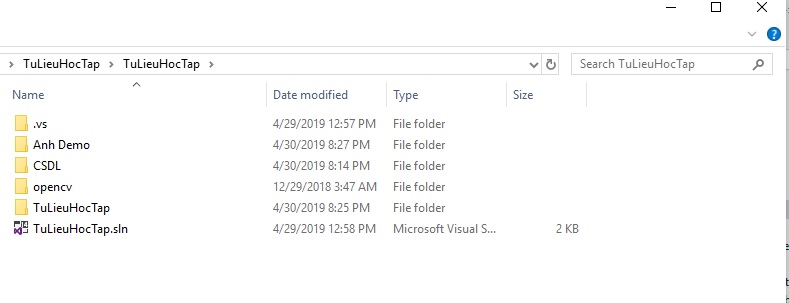 TuLieuHocTap > TuLieuHocTap >
Search TuLieuHocTap
Name Date modified Type Size
.vs 4/29/2019 12:57 PM File folder
Anh Demo 4/30/2019 8:27 PM File folder
CSDL 4/30/2019 8:14 PM File folder
opencv 12/29/2018 3:47 AM File folder
TuLieuHocTap 4/30/2019 8:25 PM File folder
TuLieuHocTap.sln 4/29/2019 12:58 PM Microsoft Visual S... 2 KB